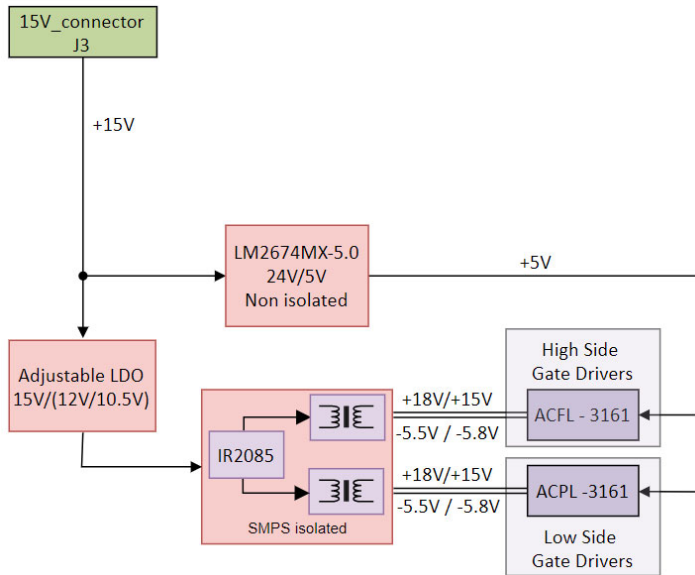 15V_connector
J3
+15V
LM2674MX-5.0
24V/5V
Non isolated
+5V
Adjustable LDO
15V/(12V/10.5V)
High Side
Gate Drivers
+18V/+15V
ACFL - 3161
-5.5V / -5.8V
IR2085
+18V/+15V
ACPL -3161
-5.5V / -5.8V
SMPS isolated
Low Side
Gate Drivers